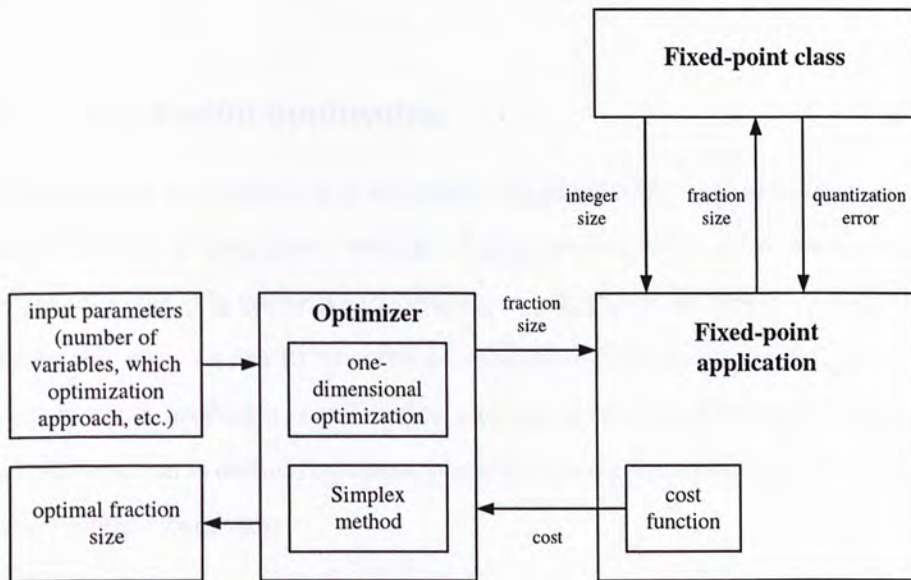 Fixed-point class
integer
size
fraction
size
quantization
error
input parameters
(number of
variables, which
optimization
approach, etc.)
Optimizer
one-
dimensional
optimization
fraction
size
Fixed-point
application
optimal fraction
size
Simplex
method
cost
cost
function